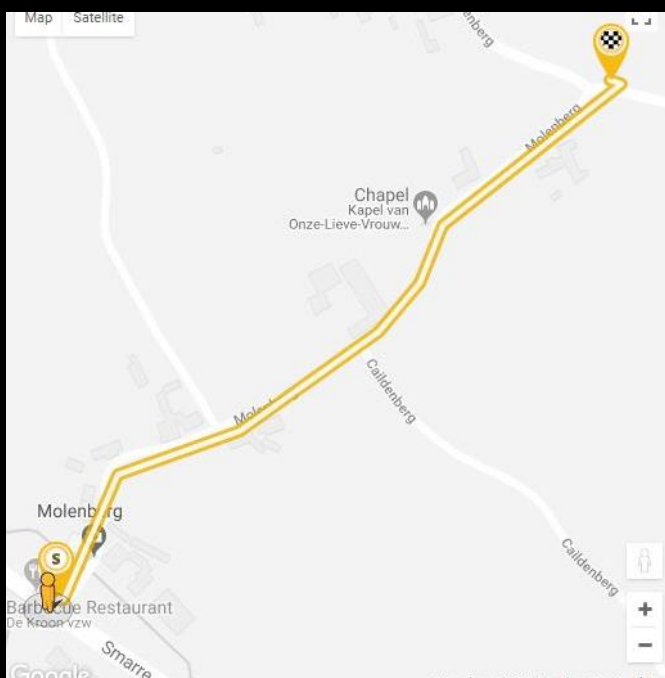 Map Satellite
nberg
Molenberg
Chapel
Kapel van
Onze-Lieve-Vrouw...
Caildenberg
Molenberg
Caildenberg
S
Barbecue Restaurant
De Kroon vzw
Smarre
Google
+
−